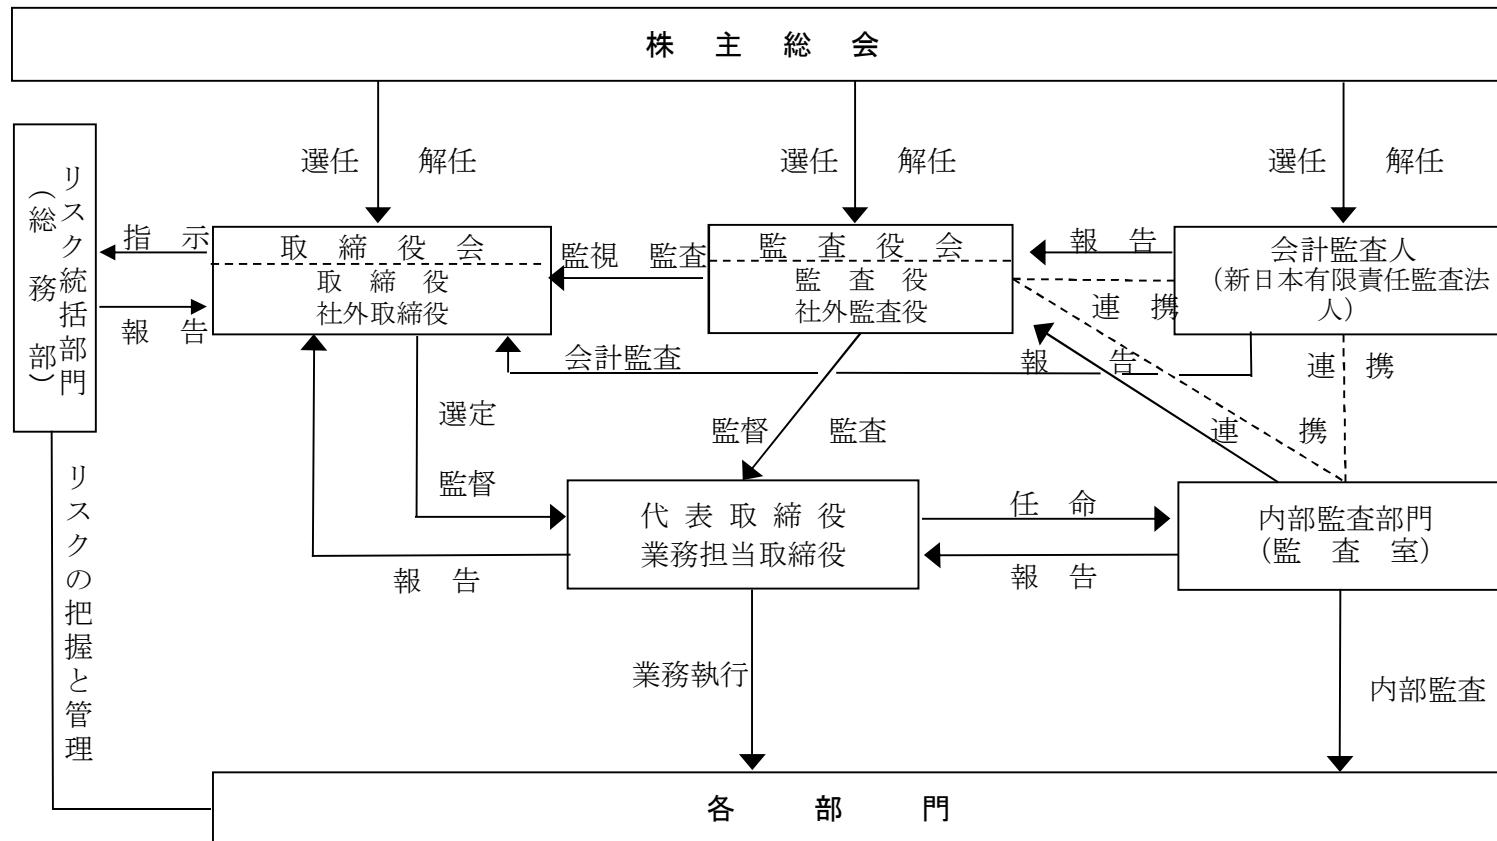 株 主 総 会
選任 解任
選任 解任
選任 解任
リスク統括部門
（総 務 部）
指 示
報 告
取 締 役 会
取 締 役
社外取締役
監視 監査
監 査 役 会
監 査 役
社外監査役
報 告
連 携
会計監査人
（新日本有限責任監査法
人）
会計監査
報 告
連 携
選定
監督
監督 監査
連 携
代 表 取 締 役
業務担当取締役
任 命
報 告
内部監査部門
（監 査 室）
報 告
リスクの把握と管理
業務執行
内部監査
各 部 門